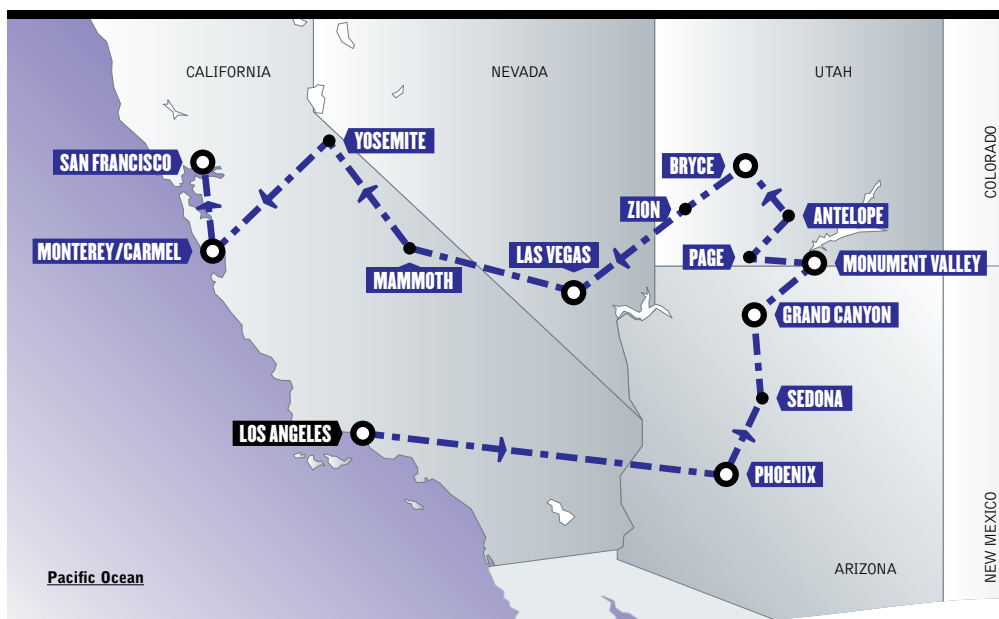 CALIFORNIA
NEVADA
UTAH
COLORADO
YOSEMITE
SAN FRANCISCO
BRYCE
ZION
ANTELOPE
MONTEREY/CARMEL
LAS VEGAS
PAGE
MONUMENT VALLEY
MAMMOTH
GRAND CANYON
SEDONA
LOS ANGELES
PHOENIX
NEW MEXICO
ARIZONA
Pacific Ocean